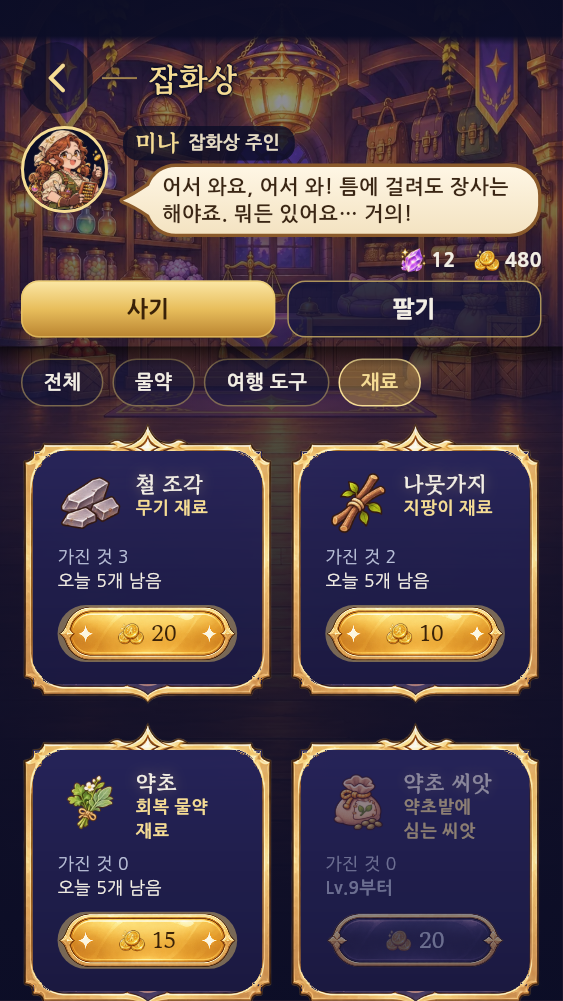 잡화상
미나 잡화상 주인
어서 와요, 어서 와! 틈에 걸려도 장사는
해야죠. 뭐든 있어요… 거의!
12 480
사기 팔기
전체 물약 여행 도구 재료
철 조각
무기 재료
가진 것 3
오늘 5개 남음
20
나뭇가지
지팡이 재료
가진 것 2
오늘 5개 남음
10
약초
회복 물약
재료
가진 것 0
오늘 5개 남음
15
약초 씨앗
약초밭에
심는 씨앗
가진 것 0
Lv.9부터
20